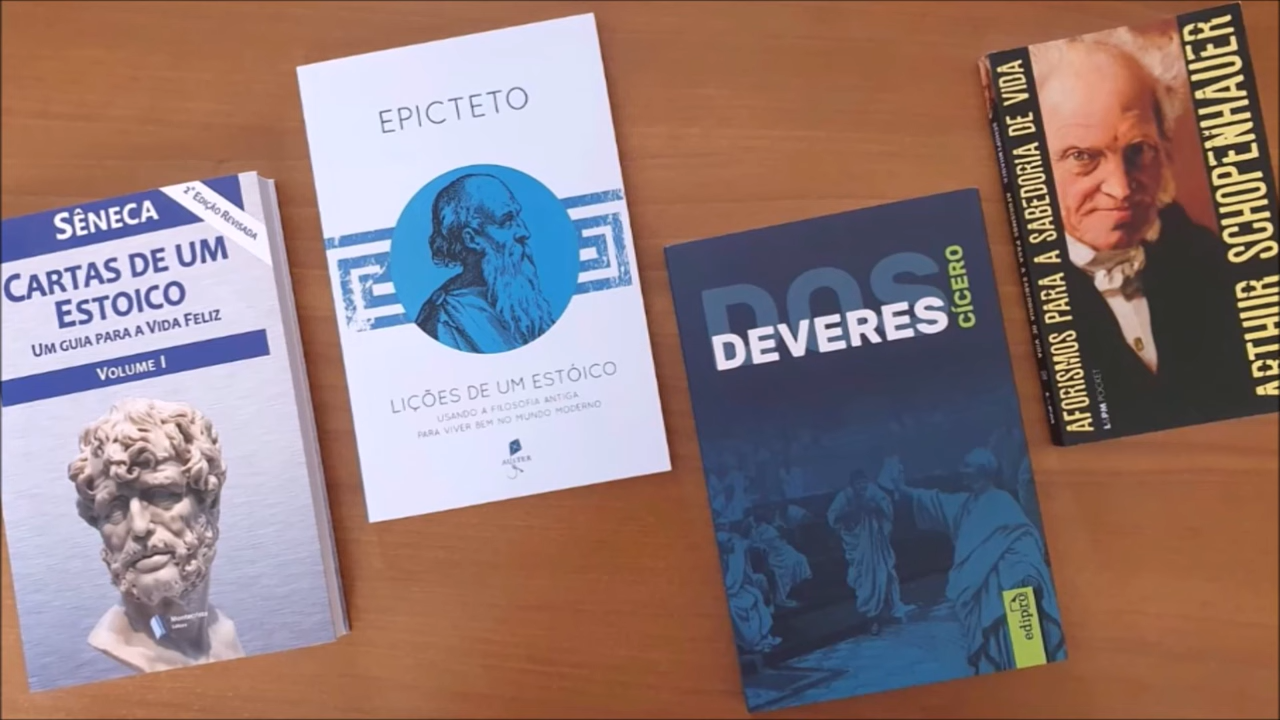 SÊNECA
2ª EDIÇÃO REVISADA
CARTAS DE UM
ESTOICO
UM GUIA PARA A VIDA FELIZ
VOLUME I
EPICTETO
LIÇÕES DE UM ESTÓICO
USANDO A FILOSOFIA ANTIGA
PARA VIVER BEM NO MUNDO MODERNO
AUSTER
DOS
DEVERES
CÍCERO
edipro
AFORISMOS PARA A SABEDORIA DE VIDA
L&PM POCKET
ARTHUR SCHOPENHAUER